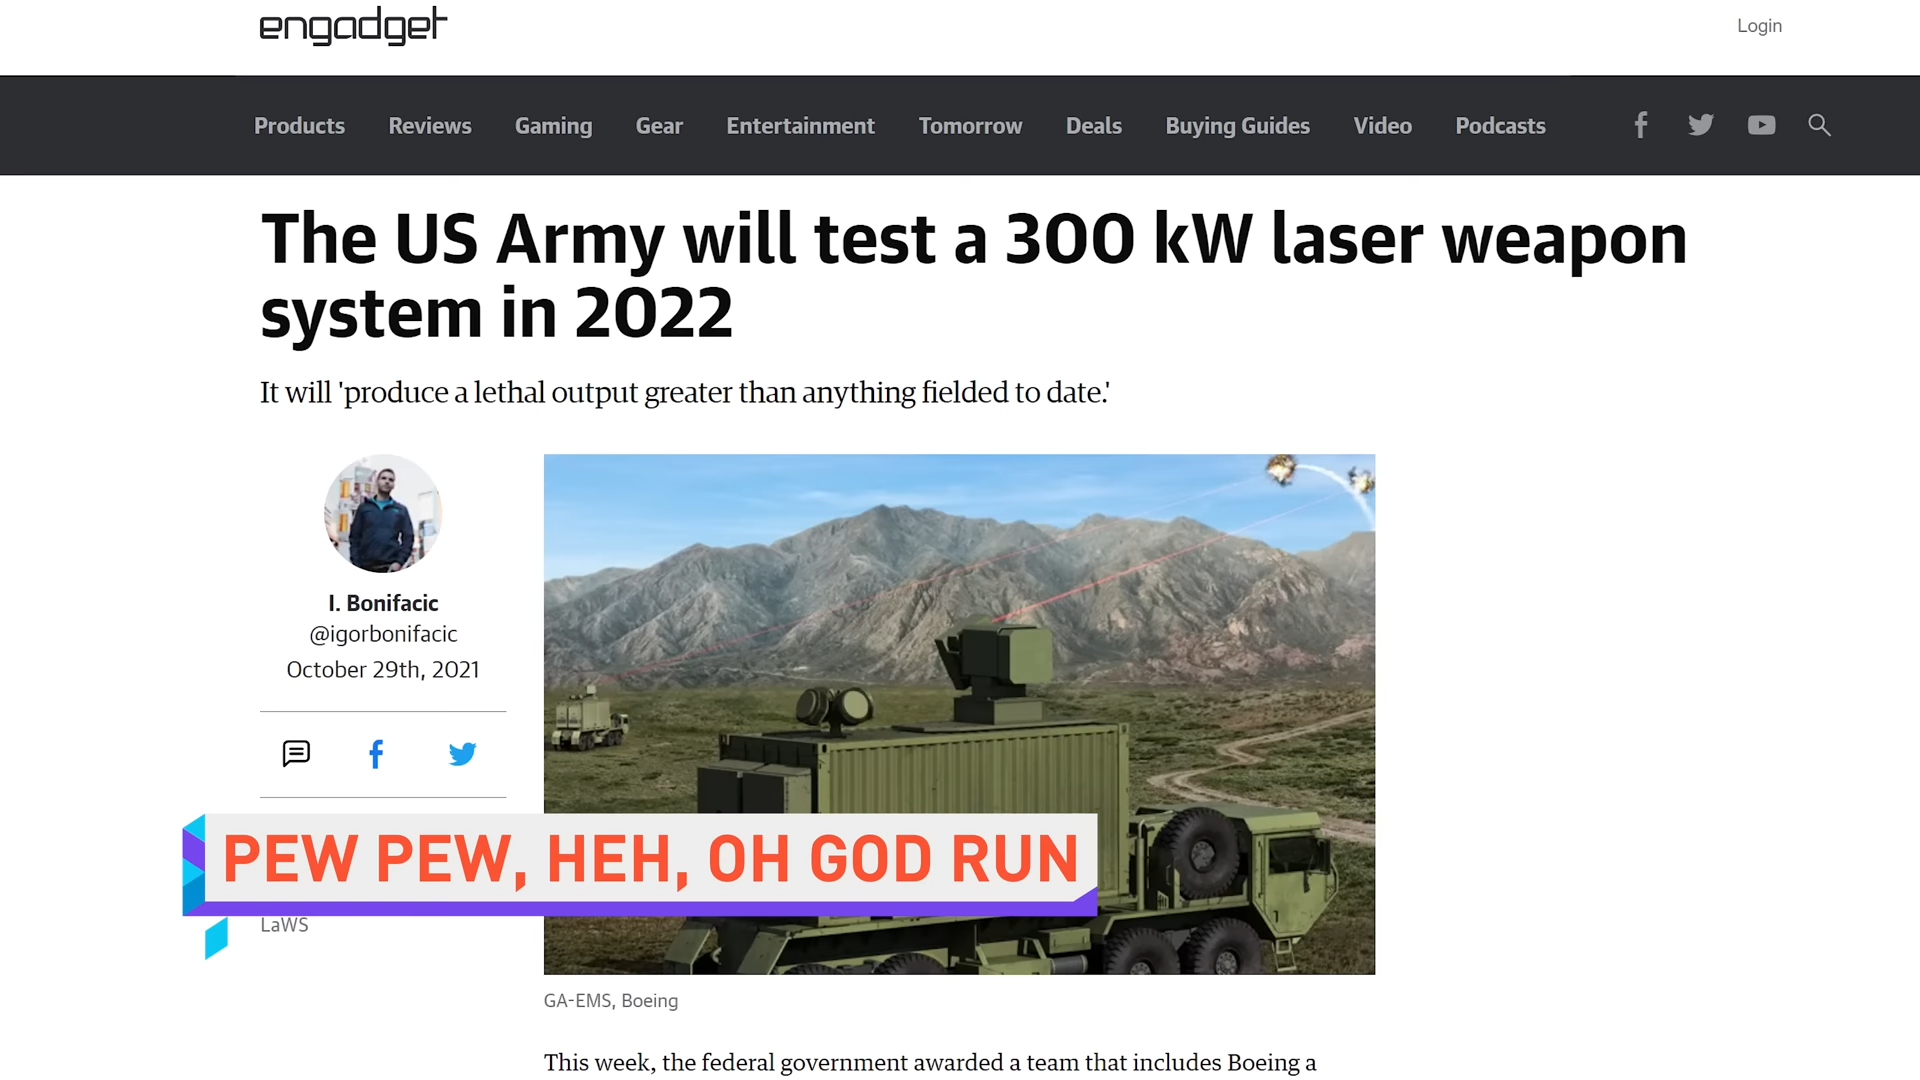 engadget
Login
Products Reviews Gaming Gear Entertainment Tomorrow Deals Buying Guides Video Podcasts
The US Army will test a 300 kW laser weapon
system in 2022
It will 'produce a lethal output greater than anything fielded to date.'
I. Bonifacic
@igorbonifacic
October 29th, 2021
PEW PEW, HEH, OH GOD RUN
LaWS
GA-EMS, Boeing
This week, the federal government awarded a team that includes Boeing a